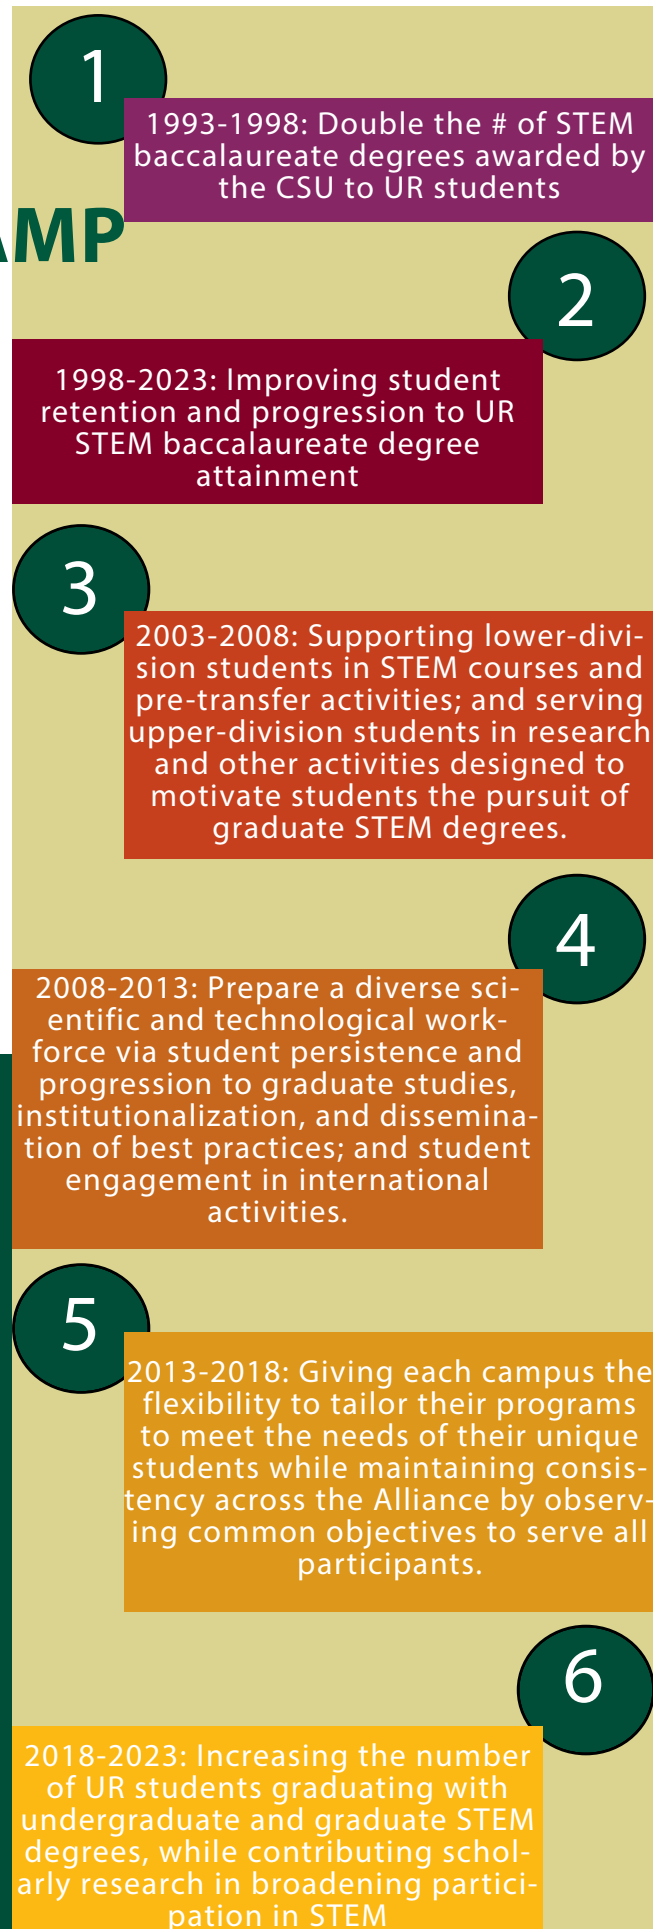 1
1993-1998: Double the # of STEM
baccalaureate degrees awarded by
the CSU to UR students
AMP
2
1998-2023: Improving student
retention and progression to UR
STEM baccalaureate degree
attainment
3
2003-2008: Supporting lower-divi-
sion students in STEM courses and
pre-transfer activities; and serving
upper-division students in research
and other activities designed to
motivate students the pursuit of
graduate STEM degrees.
4
2008-2013: Prepare a diverse sci-
entific and technological work-
force via student persistence and
progression to graduate studies,
institutionalization, and dissemina-
tion of best practices; and student
engagement in international
activities.
5
2013-2018: Giving each campus the
flexibility to tailor their programs
to meet the needs of their unique
students while maintaining consis-
tency across the Alliance by observ-
ing common objectives to serve all
participants.
6
2018-2023: Increasing the number
of UR students graduating with
undergraduate and graduate STEM
degrees, while contributing schol-
arly research in broadening partici-
pation in STEM